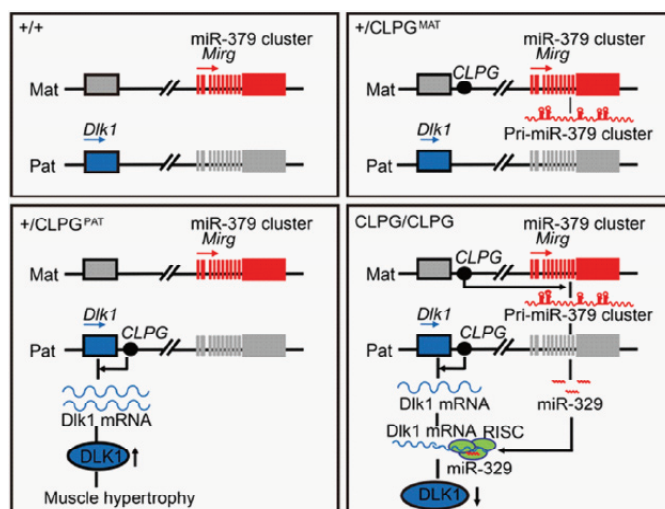 +/+
miR-379 cluster
Mirg
Mat
Dlk1
Pat
+/CLPGMAT
miR-379 cluster
CLPG
Mirg
Mat
Dlk1
Pri-miR-379 cluster
Pat
+/CLPGPAT
miR-379 cluster
Mirg
Mat
Dlk1
CLPG
Pat
Dlk1 mRNA
DLK1
Muscle hypertrophy
CLPG/CLPG
miR-379 cluster
CLPG
Mirg
Mat
Dlk1
CLPG
Pri-miR-379 cluster
Pat
Dlk1 mRNA
miR-329
Dlk1 mRNA RISC
miR-329
DLK1